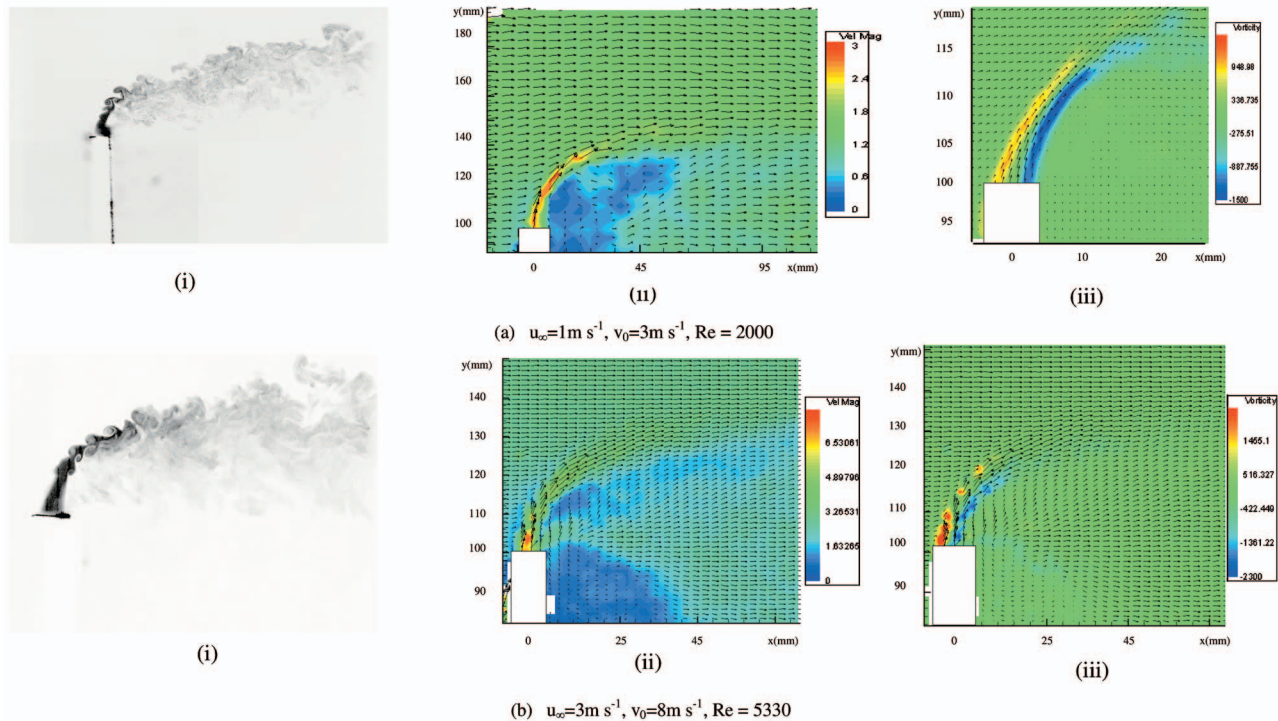 (i)
y(mm)
180
160
140
120
100
0
45
95
x(mm)
Vel Mag
3
2.4
1.8
1.2
0.6
0
(ii)
y(mm)
115
110
105
100
95
0
10
20
x(mm)
Vorticity
948.98
336.735
-275.51
-887.755
-1500
(iii)
(a) u∞=1m s⁻¹, v₀=3m s⁻¹, Re = 2000
(i)
y(mm)
140
130
120
110
100
90
0
25
45
x(mm)
Vel Mag
6.53061
4.89796
3.26531
1.63265
0
(ii)
y(mm)
140
130
120
110
100
90
0
25
45
x(mm)
Vorticity
1455.1
516.327
-422.449
-1361.22
-2300
(iii)
(b) u∞=3m s⁻¹, v₀=8m s⁻¹, Re = 5330